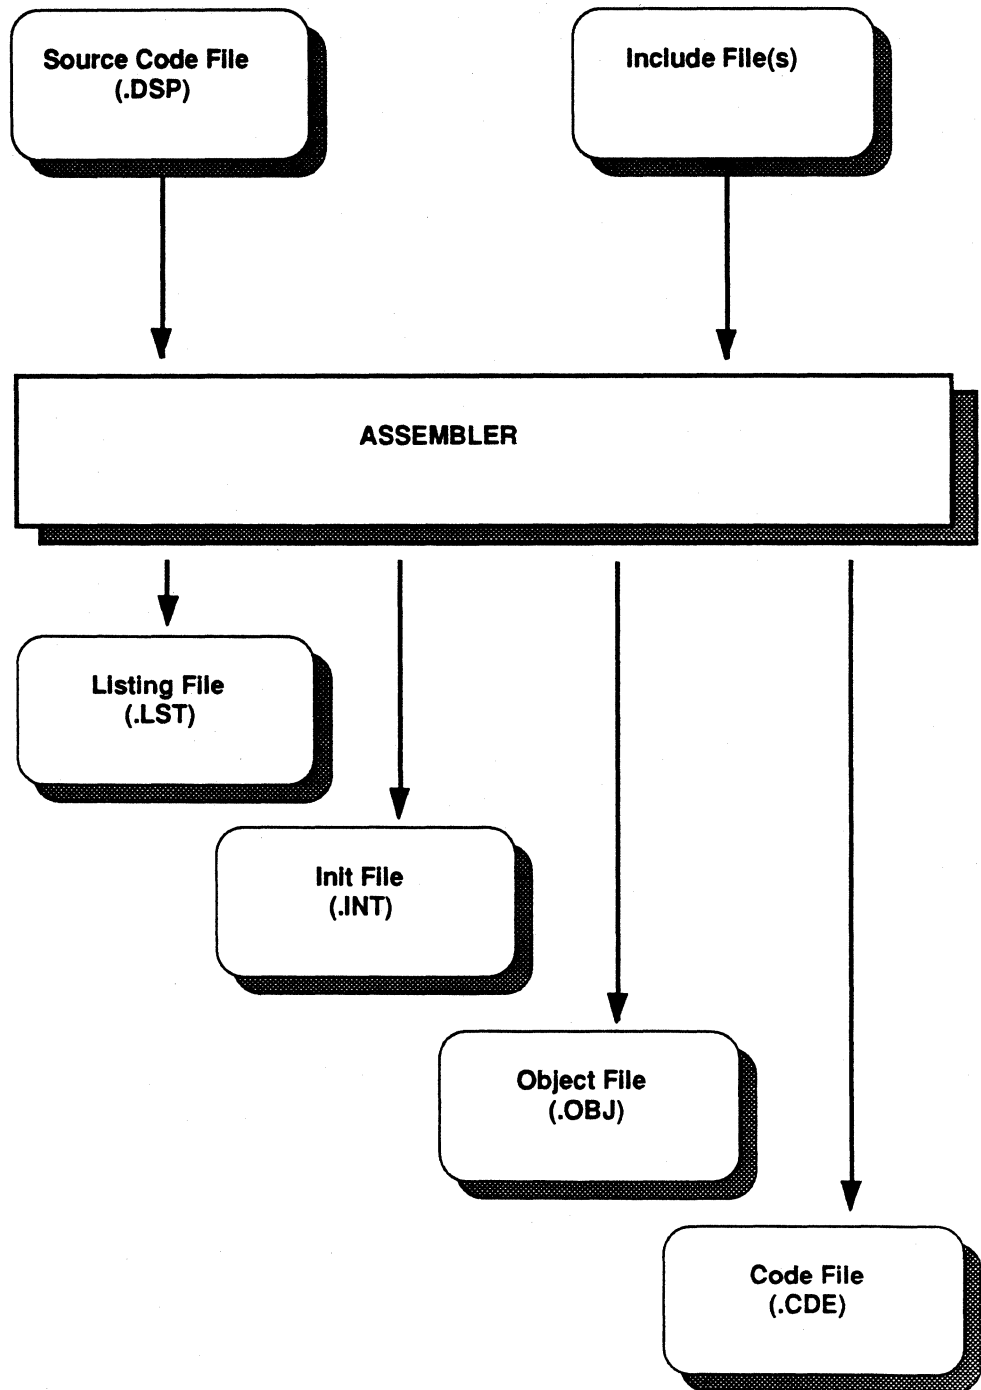 Source Code File
(.DSP)
Include File(s)
ASSEMBLER
Listing File
(.LST)
Init File
(.INT)
Object File
(.OBJ)
Code File
(.CDE)